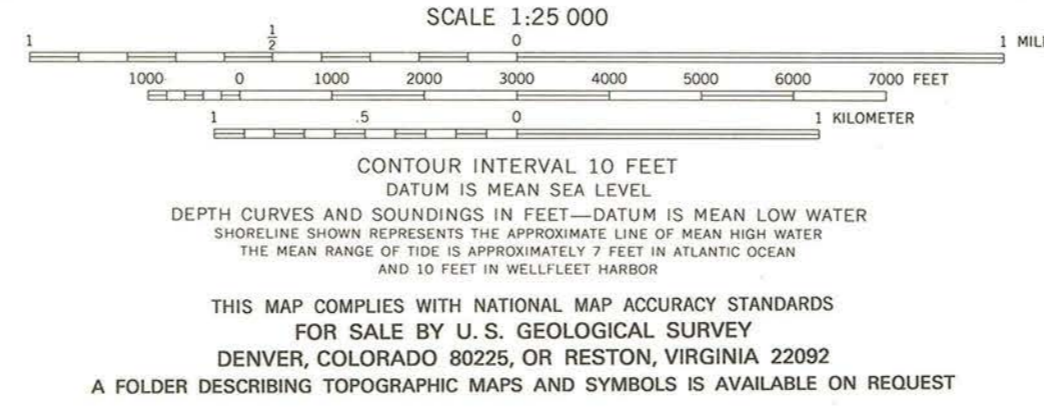 SCALE 1:25 000
1 ½ 0 1 MILE
1000 0 1000 2000 3000 4000 5000 6000 7000 FEET
1 .5 0 1 KILOMETER
CONTOUR INTERVAL 10 FEET
DATUM IS MEAN SEA LEVEL
DEPTH CURVES AND SOUNDINGS IN FEET—DATUM IS MEAN LOW WATER
SHORELINE SHOWN REPRESENTS THE APPROXIMATE LINE OF MEAN HIGH WATER
THE MEAN RANGE OF TIDE IS APPROXIMATELY 7 FEET IN ATLANTIC OCEAN
AND 10 FEET IN WELLFLEET HARBOR
THIS MAP COMPLIES WITH NATIONAL MAP ACCURACY STANDARDS
FOR SALE BY U. S. GEOLOGICAL SURVEY
DENVER, COLORADO 80225, OR RESTON, VIRGINIA 22092
A FOLDER DESCRIBING TOPOGRAPHIC MAPS AND SYMBOLS IS AVAILABLE ON REQUEST